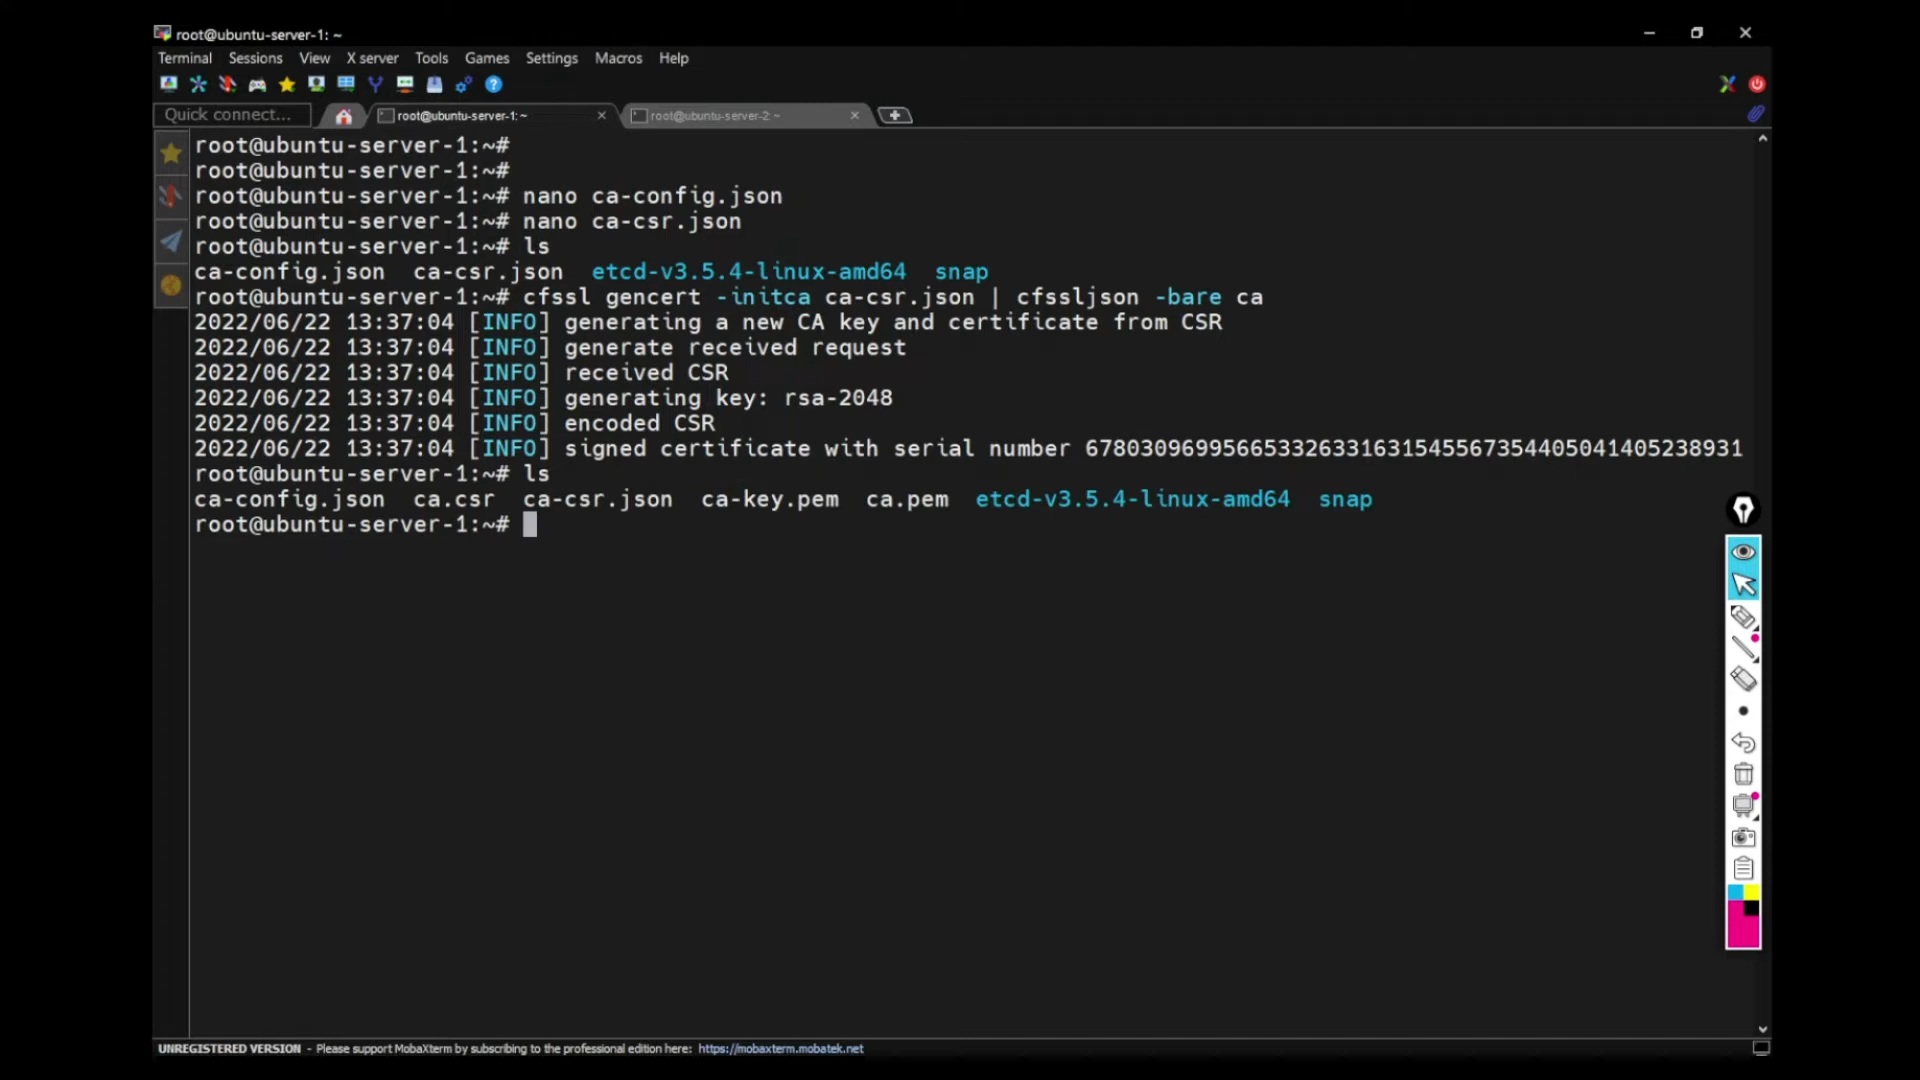 root@ubuntu-server-1: ~
Terminal Sessions View X server Tools Games Settings Macros Help
Quick connect... root@ubuntu-server-1: ~ root@ubuntu-server-2: ~
root@ubuntu-server-1:~#
root@ubuntu-server-1:~#
root@ubuntu-server-1:~# nano ca-config.json
root@ubuntu-server-1:~# nano ca-csr.json
root@ubuntu-server-1:~# ls
ca-config.json  ca-csr.json  etcd-v3.5.4-linux-amd64  snap
root@ubuntu-server-1:~# cfssl gencert -initca ca-csr.json | cfssljson -bare ca
2022/06/22 13:37:04 [INFO] generating a new CA key and certificate from CSR
2022/06/22 13:37:04 [INFO] generate received request
2022/06/22 13:37:04 [INFO] received CSR
2022/06/22 13:37:04 [INFO] generating key: rsa-2048
2022/06/22 13:37:04 [INFO] encoded CSR
2022/06/22 13:37:04 [INFO] signed certificate with serial number 678030969956653326331631545567354405041405238931
root@ubuntu-server-1:~# ls
ca-config.json  ca.csr  ca-csr.json  ca-key.pem  ca.pem  etcd-v3.5.4-linux-amd64  snap
root@ubuntu-server-1:~#
UNREGISTERED VERSION - Please support MobaXterm by subscribing to the professional edition here: https://mobaxterm.mobatek.net